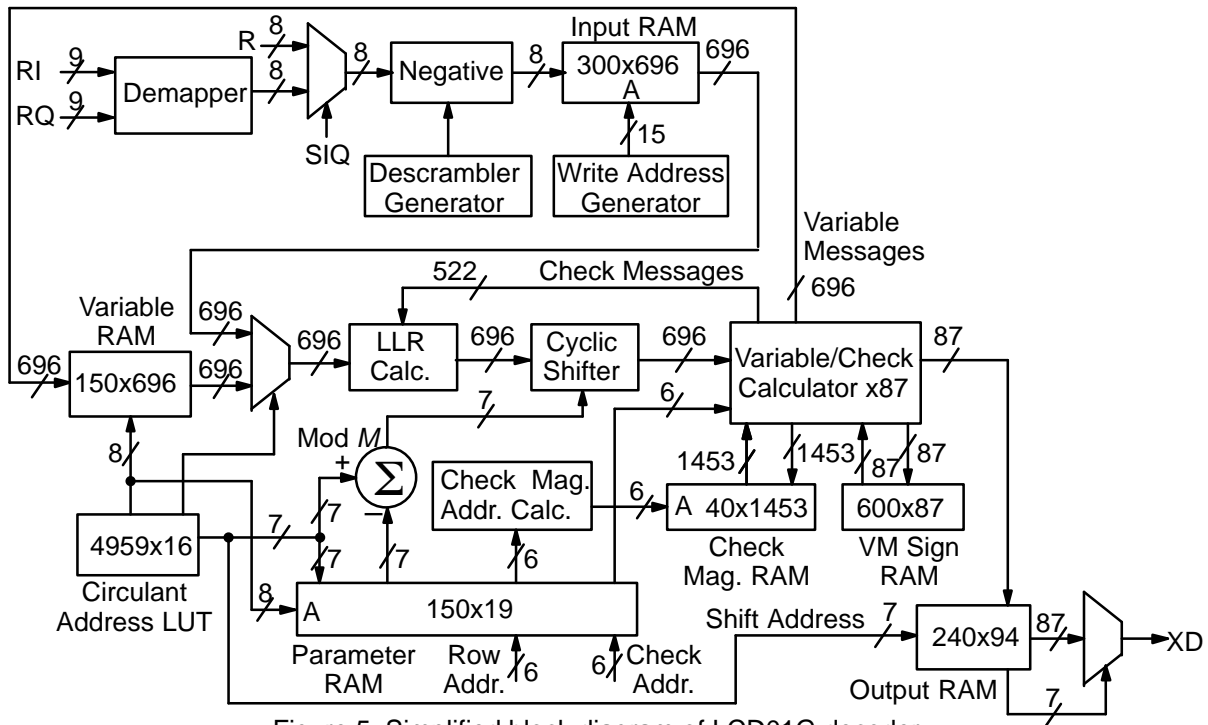 R 8
RI 9
RQ 9
Demapper
8
8
SIQ
Negative
8
Input RAM
300x696
A
696
15
Descrambler
Generator
Write Address
Generator
Variable
Messages
696
522
Check Messages
Variable
RAM
696
150x696
696
696
696
LLR
Calc.
696
Cyclic
Shifter
696
Variable/Check
Calculator x87
87
6
7
Mod M
+
Σ
−
8
Check Mag.
Addr. Calc.
6
1453
1453
87
87
A 40x1453
Check
Mag. RAM
600x87
VM Sign
RAM
4959x16
Circulant
Address LUT
7
7
7
7
6
8
A
150x19
Parameter
RAM
Row
Addr.
6
6
Check
Addr.
Shift Address
7
240x94
Output RAM
87
7
XD
Figure 5. Simplified block diagram of LCD01C decoder